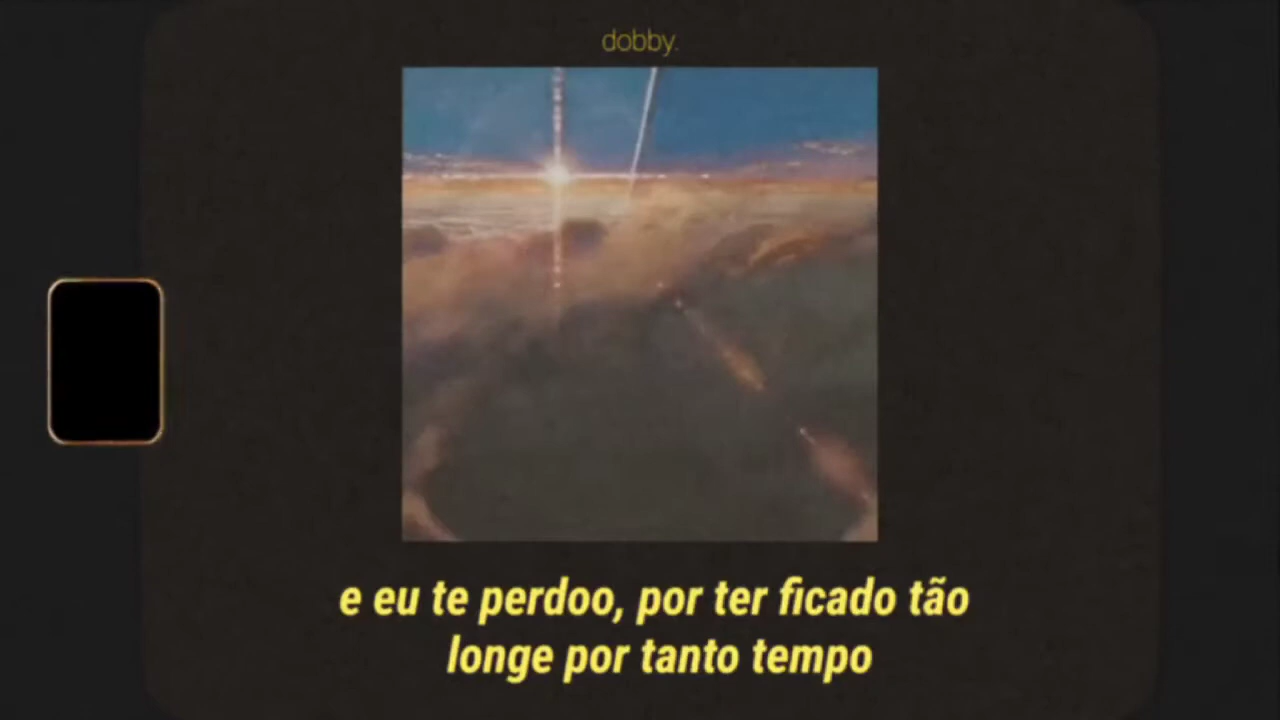 dobby.
e eu te perdoo, por ter ficado tão
longe por tanto tempo